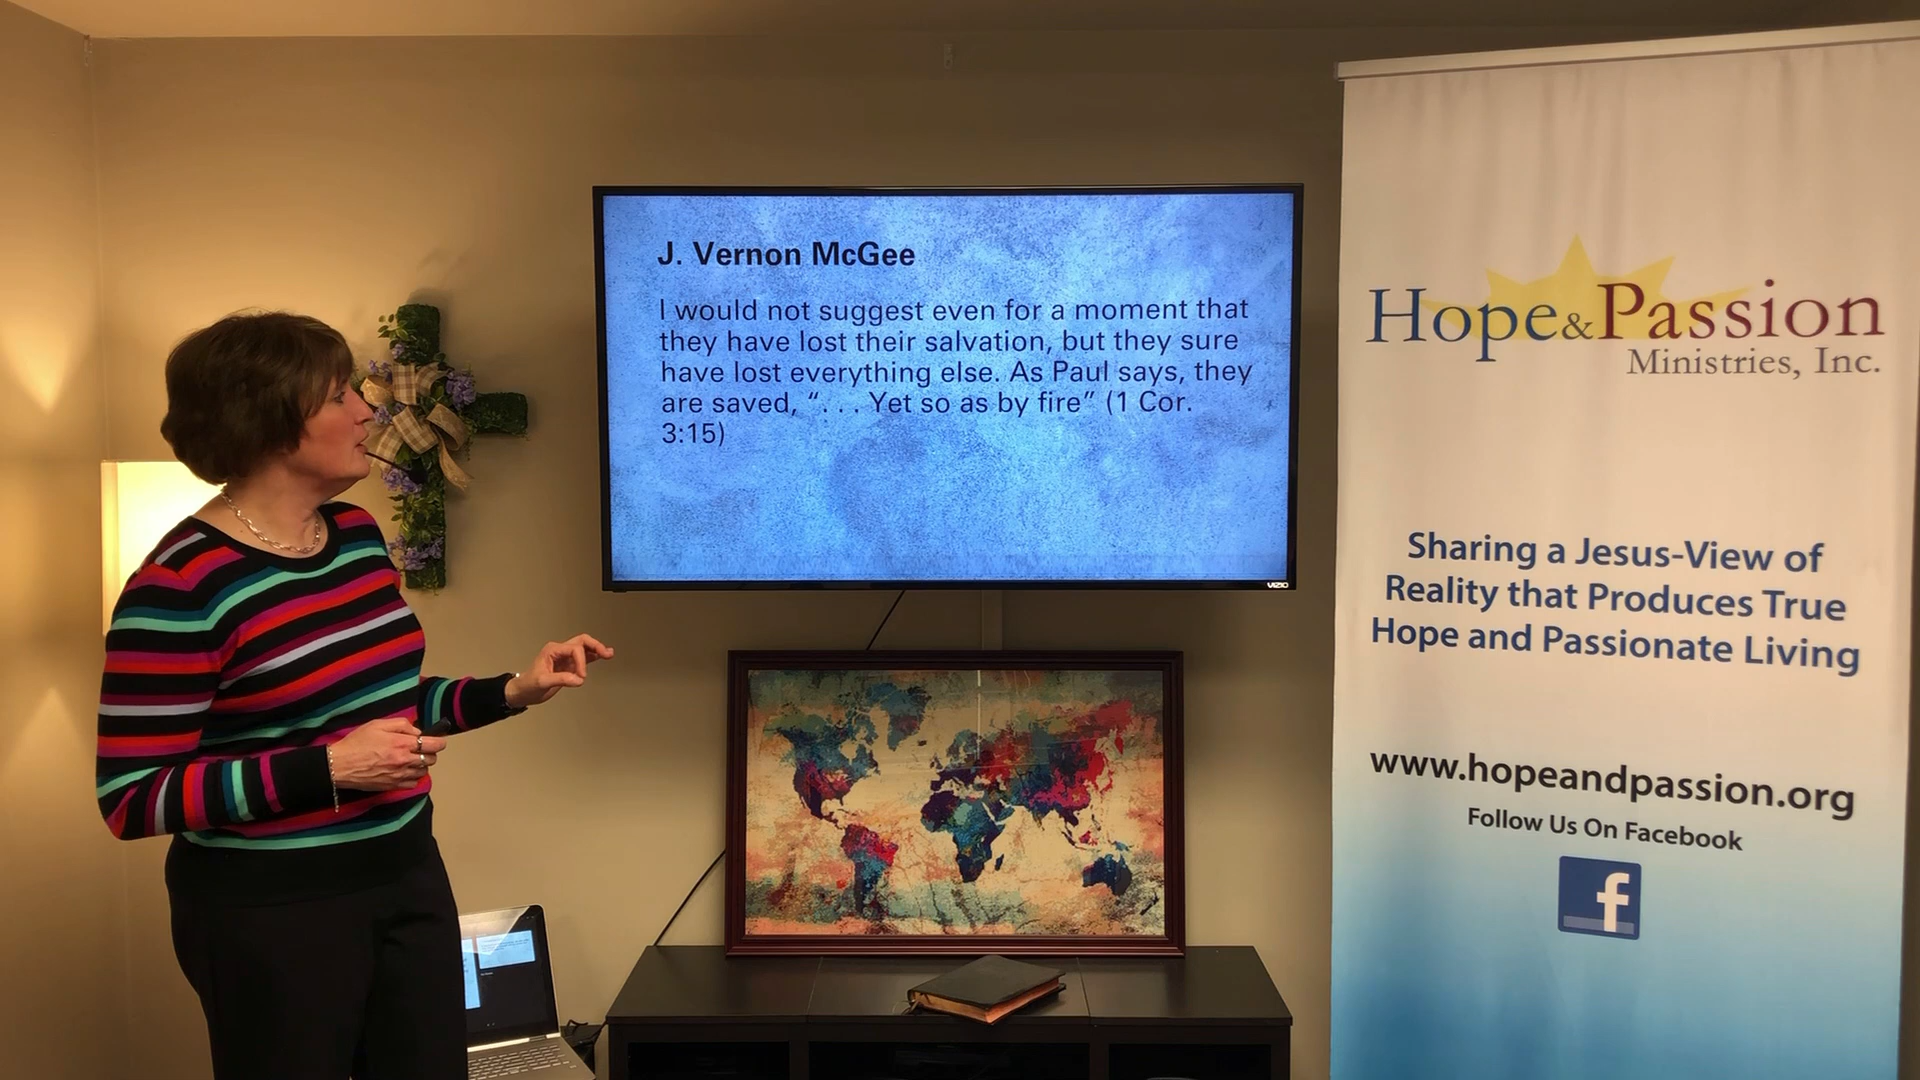 J. Vernon McGee
I would not suggest even for a moment that
they have lost their salvation, but they sure
have lost everything else. As Paul says, they
are saved, “. . . Yet so as by fire” (1 Cor.
3:15)
VIZIO
Hope&Passion
Ministries, Inc.
Sharing a Jesus-View of
Reality that Produces True
Hope and Passionate Living
www.hopeandpassion.org
Follow Us On Facebook
f